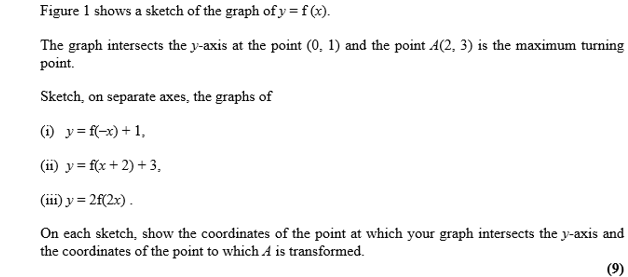 Figure 1 shows a sketch of the graph of y = f (x).
The graph intersects the y-axis at the point (0, 1) and the point A(2, 3) is the maximum turning
point.
Sketch, on separate axes, the graphs of
(i) y = f(–x) + 1,
(ii) y = f(x + 2) + 3,
(iii) y = 2f(2x) .
On each sketch, show the coordinates of the point at which your graph intersects the y-axis and
the coordinates of the point to which A is transformed.
(9)